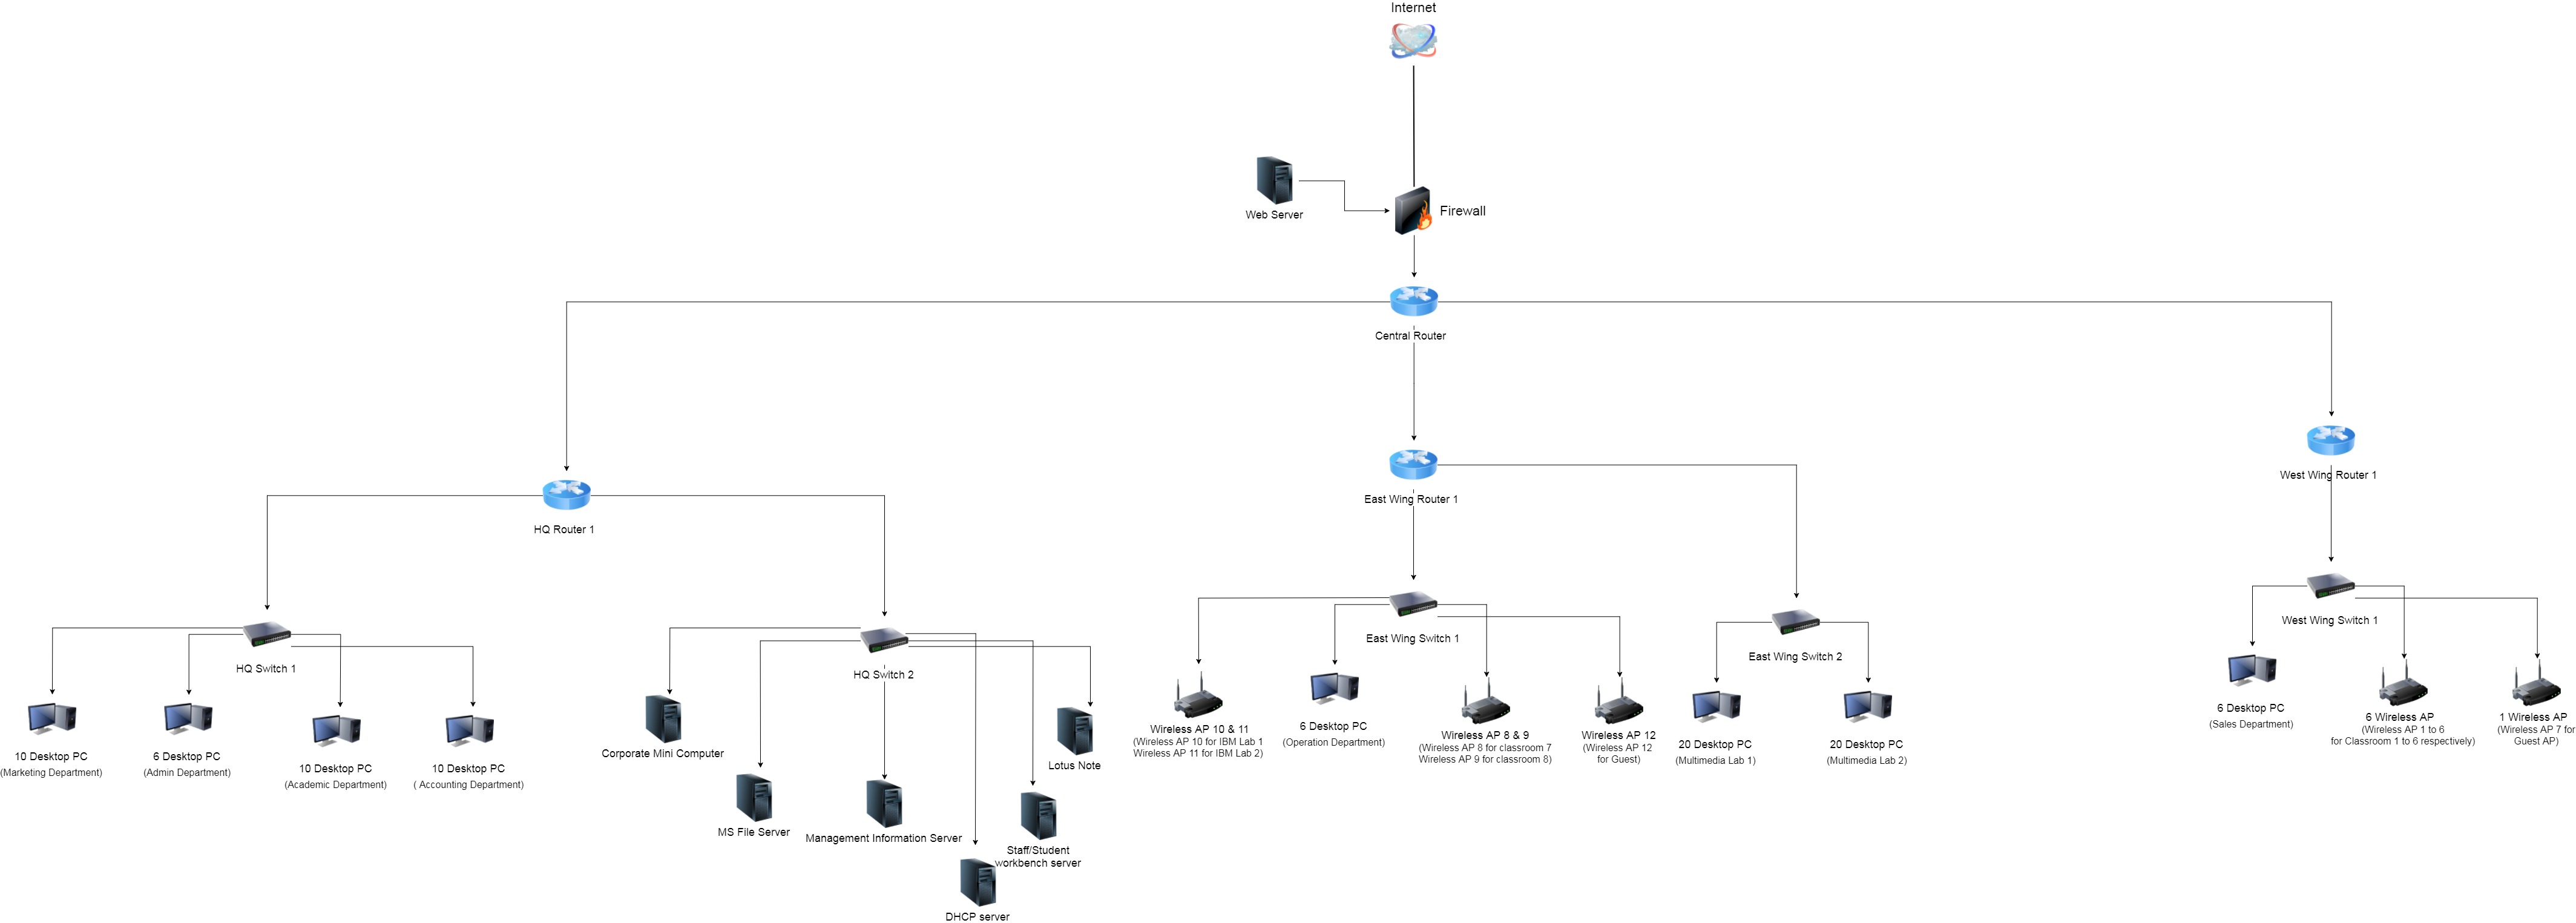 Internet
Web Server
Firewall
Central Router
HQ Router 1
East Wing Router 1
West Wing Router 1
HQ Switch 1
HQ Switch 2
East Wing Switch 1
East Wing Switch 2
West Wing Switch 1
10 Desktop PC
(Marketing Department)
6 Desktop PC
(Admin Department)
10 Desktop PC
(Academic Department)
10 Desktop PC
( Accounting Department)
Corporate Mini Computer
MS File Server
Management Information Server
DHCP server
Staff/Student
workbench server
Lotus Note
Wireless AP 10 & 11
(Wireless AP 10 for IBM Lab 1
Wireless AP 11 for IBM Lab 2)
6 Desktop PC
(Operation Department)
Wireless AP 8 & 9
(Wireless AP 8 for classroom 7
Wireless AP 9 for classroom 8)
Wireless AP 12
(Wireless AP 12
for Guest)
20 Desktop PC
(Multimedia Lab 1)
20 Desktop PC
(Multimedia Lab 2)
6 Desktop PC
(Sales Department)
6 Wireless AP
(Wireless AP 1 to 6
for Classroom 1 to 6 respectively)
1 Wireless AP
(Wireless AP 7 for
Guest AP)